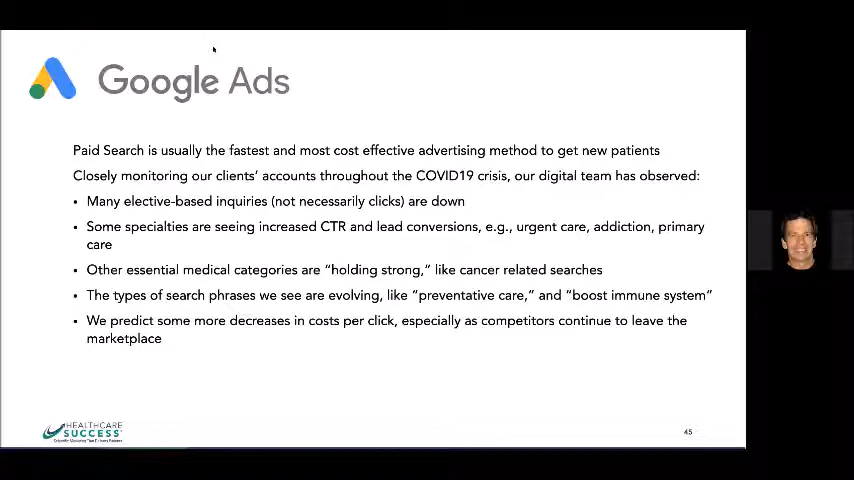 Google Ads
Paid Search is usually the fastest and most cost effective advertising method to get new patients
Closely monitoring our clients' accounts throughout the COVID19 crisis, our digital team has observed:
• Many elective-based inquiries (not necessarily clicks) are down
• Some specialties are seeing increased CTR and lead conversions, e.g., urgent care, addiction, primary
care
• Other essential medical categories are "holding strong," like cancer related searches
• The types of search phrases we see are evolving, like "preventative care," and "boost immune system"
• We predict some more decreases in costs per click, especially as competitors continue to leave the
marketplace
HEALTHCARE
SUCCESS
45